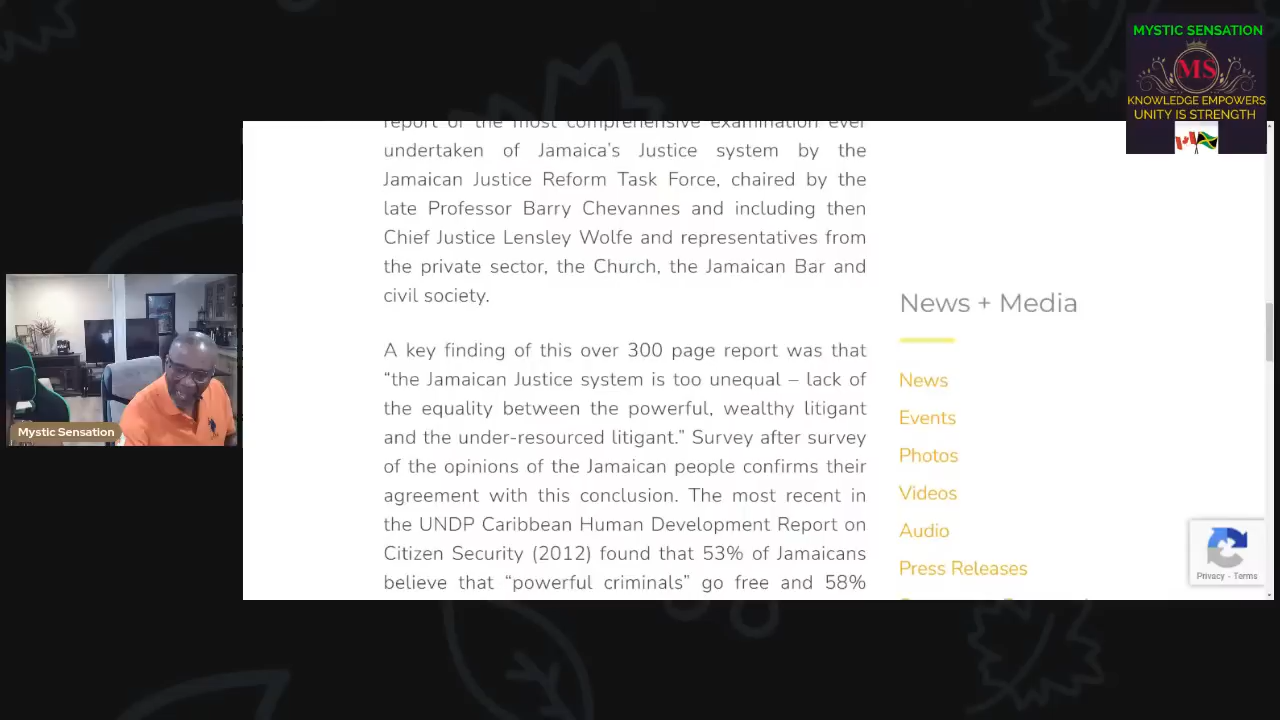 MYSTIC SENSATION
MS
KNOWLEDGE EMPOWERS
UNITY IS STRENGTH
report of the most comprehensive examination ever
undertaken of Jamaica's Justice system by the
Jamaican Justice Reform Task Force, chaired by the
late Professor Barry Chevannes and including then
Chief Justice Lensley Wolfe and representatives from
the private sector, the Church, the Jamaican Bar and
civil society.
A key finding of this over 300 page report was that
“the Jamaican Justice system is too unequal – lack of
the equality between the powerful, wealthy litigant
and the under-resourced litigant.” Survey after survey
of the opinions of the Jamaican people confirms their
agreement with this conclusion. The most recent in
the UNDP Caribbean Human Development Report on
Citizen Security (2012) found that 53% of Jamaicans
believe that “powerful criminals” go free and 58%
News + Media
News
Events
Photos
Videos
Audio
Press Releases
Privacy - Terms
Mystic Sensation